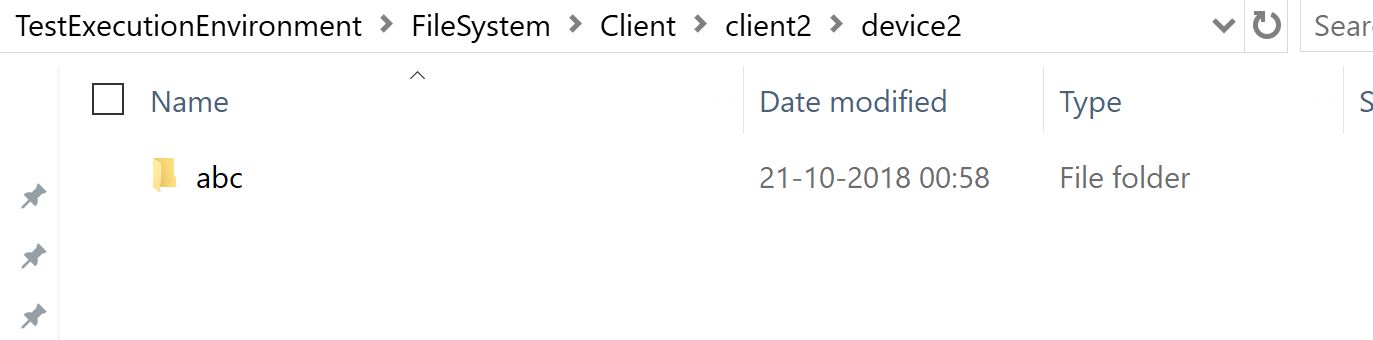 TestExecutionEnvironment > FileSystem > Client > client2 > device2
Name Date modified Type
abc 21-10-2018 00:58 File folder